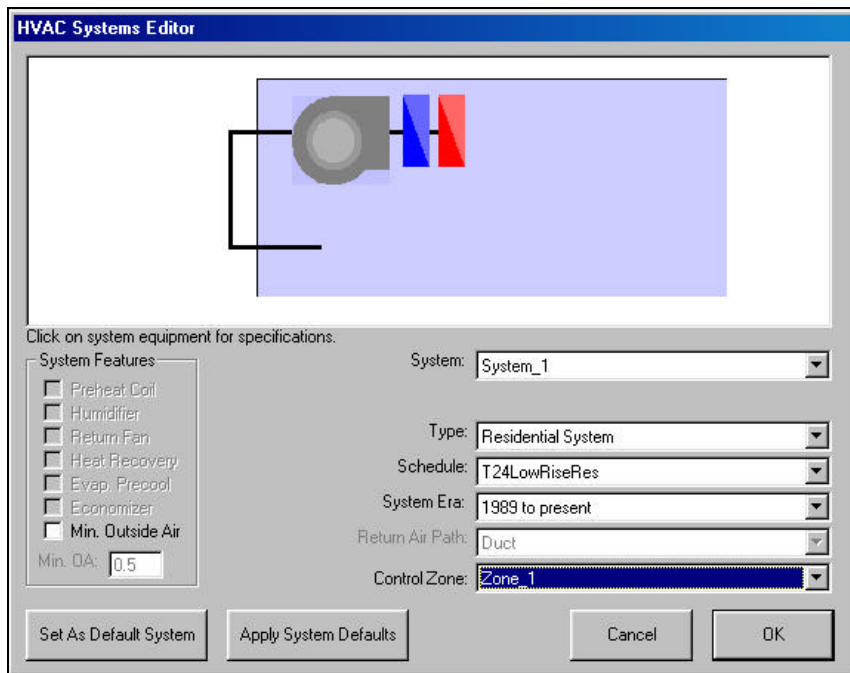 HVAC Systems Editor
Click on system equipment for specifications.
System Features
Preheat Coil
Humidifier
Return Fan
Heat Recovery
Evap. Precool
Economizer
Min. Outside Air
Min. OA: 0.5
System: System_1
Type: Residential System
Schedule: T24LowRiseRes
System Era: 1989 to present
Return Air Path: Duct
Control Zone: Zone_1
Set As Default System
Apply System Defaults
Cancel
OK